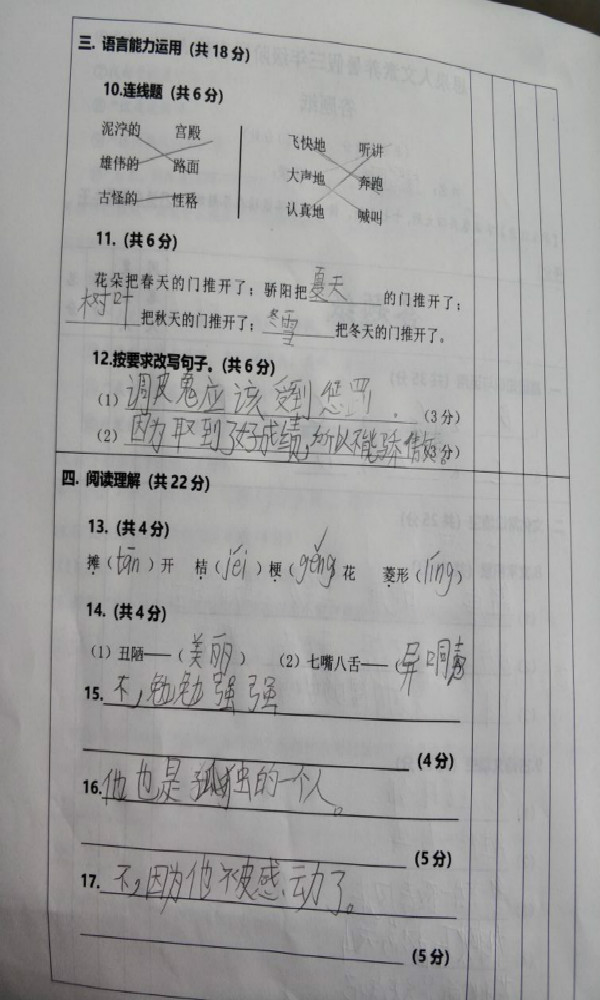 三. 语言能力运用（共18分）
10.连线题（共6分）
泥泞的 宫殿 飞快地 听讲
雄伟的 路面 大声地 奔跑
古怪的 性格 认真地 喊叫
11.（共6分）
花朵把春天的门推开了；骄阳把夏天的门推开了；
树叶把秋天的门推开了；冬雪把冬天的门推开了。
12.按要求改写句子。（共6分）
（1）调皮鬼应该受到惩罚。（3分）
（2）因为取到了好成绩，所以不能骄傲。（3分）
四. 阅读理解（共22分）
13.（共4分）
摊（tān）开 桔（jěi）梗（gěng）花 菱形（líng）
14.（共4分）
（1）丑陋——（美丽） （2）七嘴八舌——（异口同声
15. 不，勉勉强强
（4分）
16. 他也是孤独的一个人。
（5分）
17. 不，因为他被感动了。
（5分）